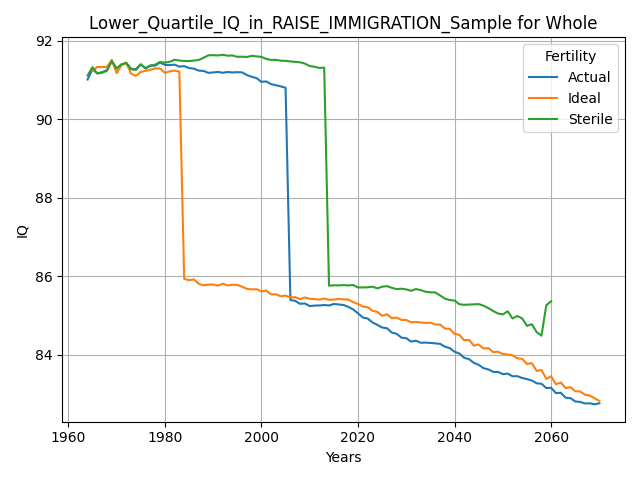 Lower_Quartile_IQ_in_RAISE_IMMIGRATION_Sample for Whole
92
90
88
86
84
IQ
1960
1980
2000
2020
2040
2060
Years
Fertility
Actual
Ideal
Sterile